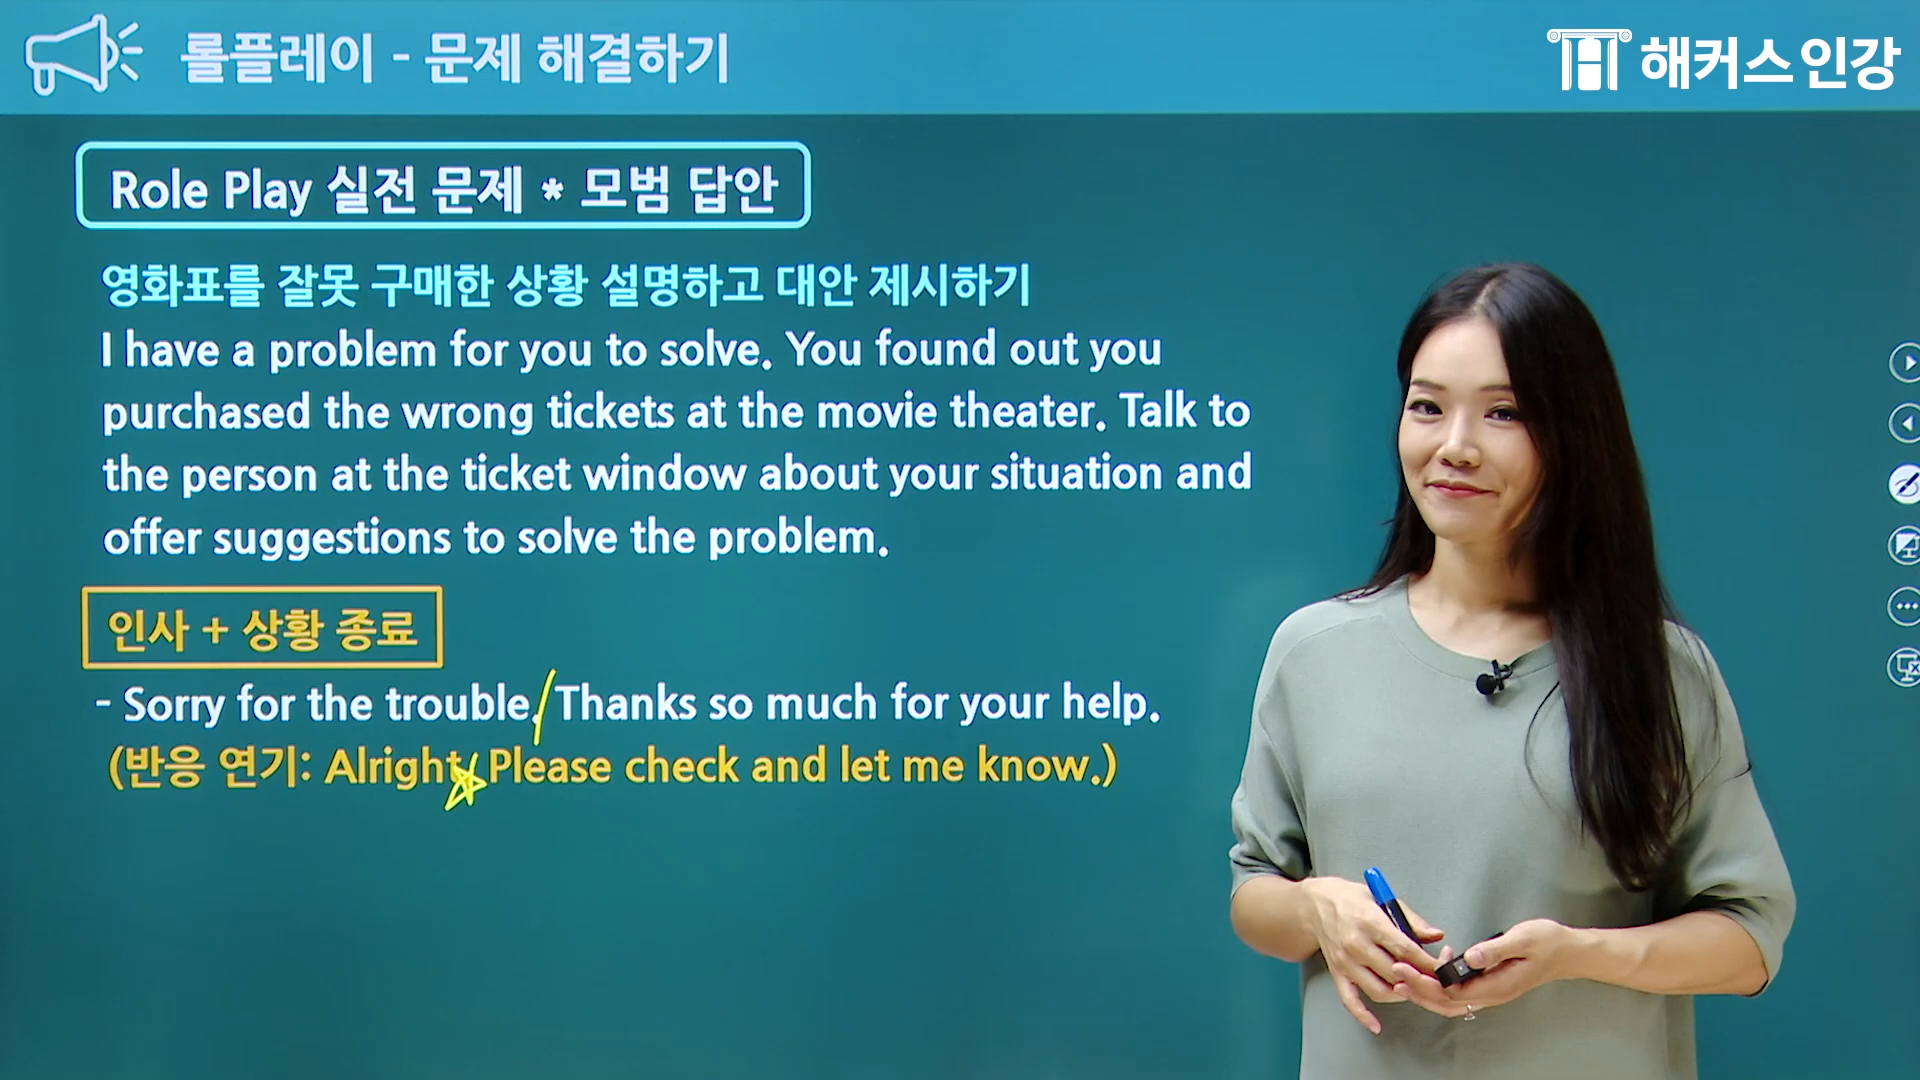 롤플레이 - 문제 해결하기
해커스인강
Role Play 실전 문제 * 모범 답안
영화표를 잘못 구매한 상황 설명하고 대안 제시하기
I have a problem for you to solve. You found out you
purchased the wrong tickets at the movie theater. Talk to
the person at the ticket window about your situation and
offer suggestions to solve the problem.
인사 + 상황 종료
- Sorry for the trouble. Thanks so much for your help.
(반응 연기: Alright, Please check and let me know.)